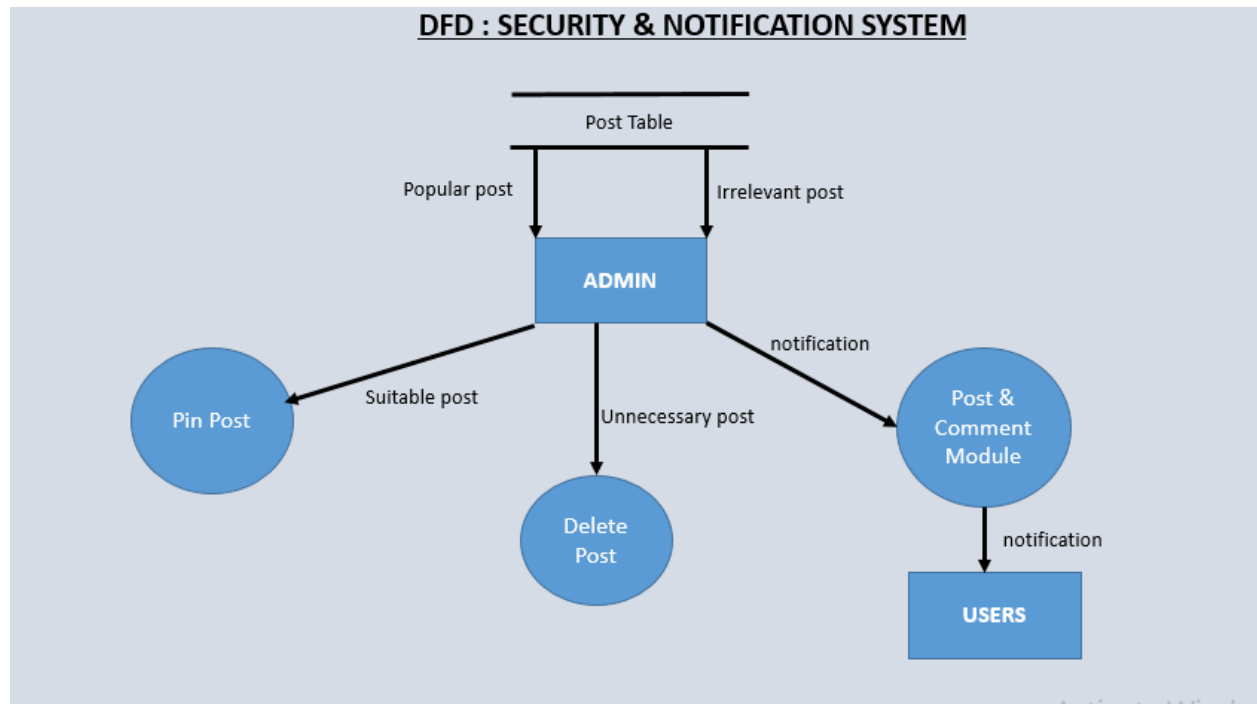 DFD : SECURITY & NOTIFICATION SYSTEM
Post Table
Popular post
Irrelevant post
ADMIN
notification
Suitable post
Pin Post
Unnecessary post
Post &
Comment
Module
Delete
Post
notification
USERS